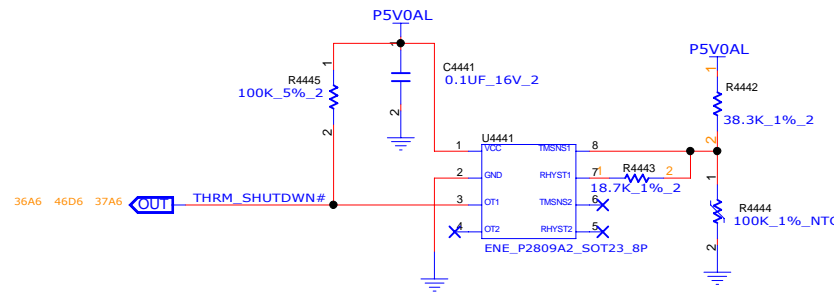 P5V0AL
P5V0AL
1
1
1
R4445
100K_5%_2
2
C4441
0.1UF_16V_2
2
R4442
38.3K_1%_2
2
U4441
1 VCC TMSNS1 8
2 GND RHYST1 7
1 R4443 2
18.7K_1%_2
3 OT1 TMSNS2 6
4 OT2 RHYST2 5
ENE_P2809A2_SOT23_8P
1
R4444
100K_1%_NTC
2
36A6 46D6 37A6 OUT THRM_SHUTDWN#